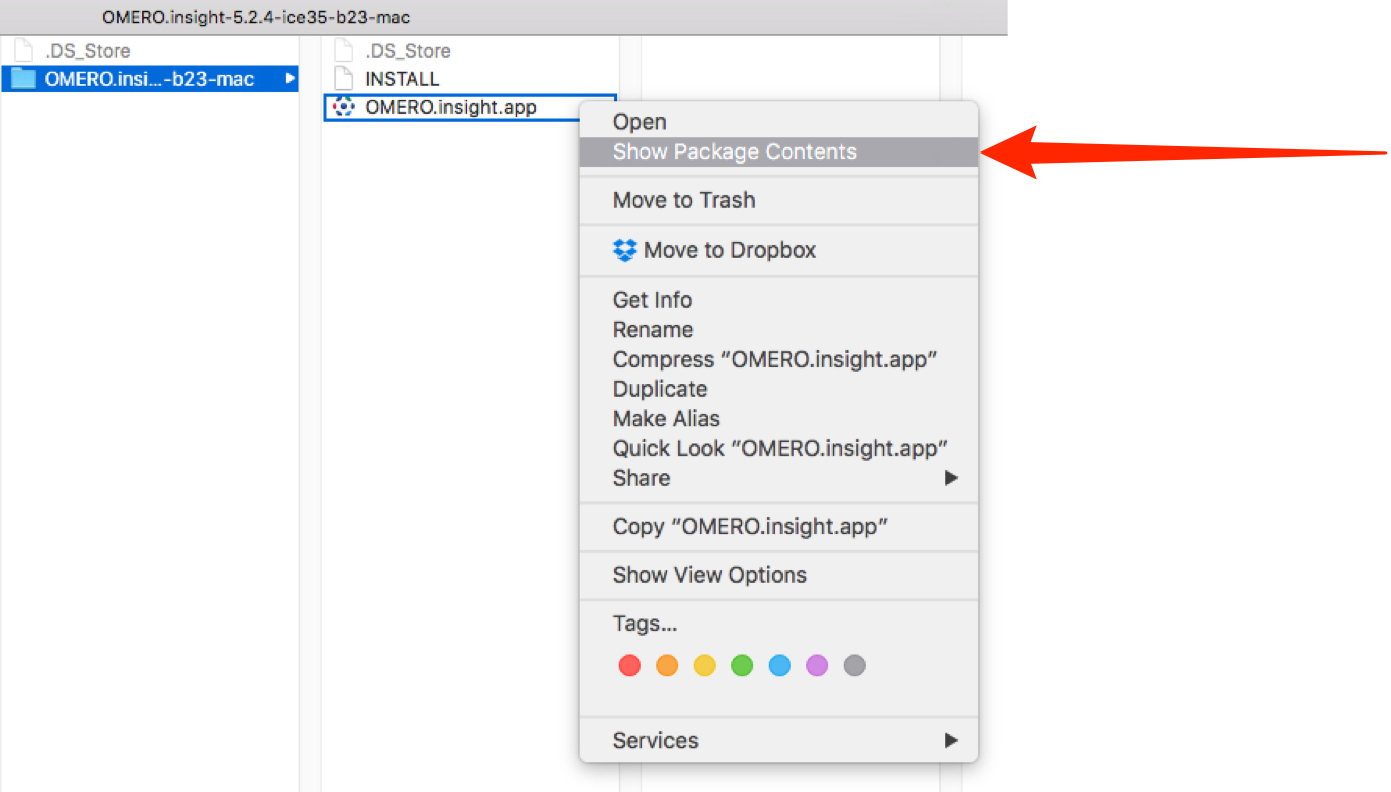 OMERO.insight-5.2.4-ice35-b23-mac
.DS_Store
OMERO.insi...-b23-mac
.DS_Store
INSTALL
OMERO.insight.app
Open
Show Package Contents
Move to Trash
Move to Dropbox
Get Info
Rename
Compress “OMERO.insight.app”
Duplicate
Make Alias
Quick Look “OMERO.insight.app”
Share
Copy “OMERO.insight.app”
Show View Options
Tags...
Services